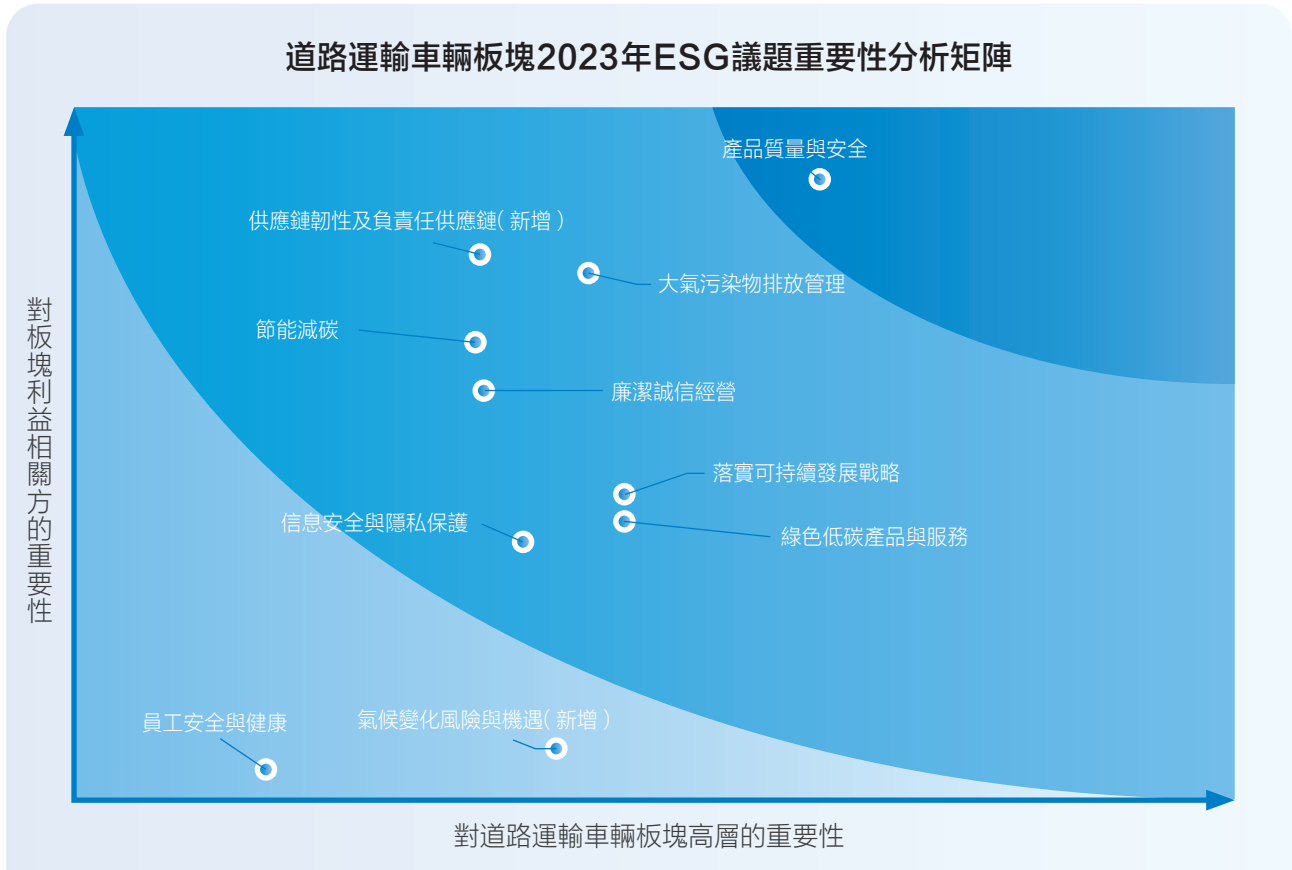 道路運輸車輛板塊2023年ESG議題重要性分析矩陣
產品質量與安全
供應鏈韌性及負責任供應鏈(新增)
大氣污染物排放管理
節能減碳
廉潔誠信經營
對板塊利益相關方的重要性
落實可持續發展戰略
信息安全與隱私保護
綠色低碳產品與服務
員工安全與健康
氣候變化風險與機遇(新增)
對道路運輸車輛板塊高層的重要性